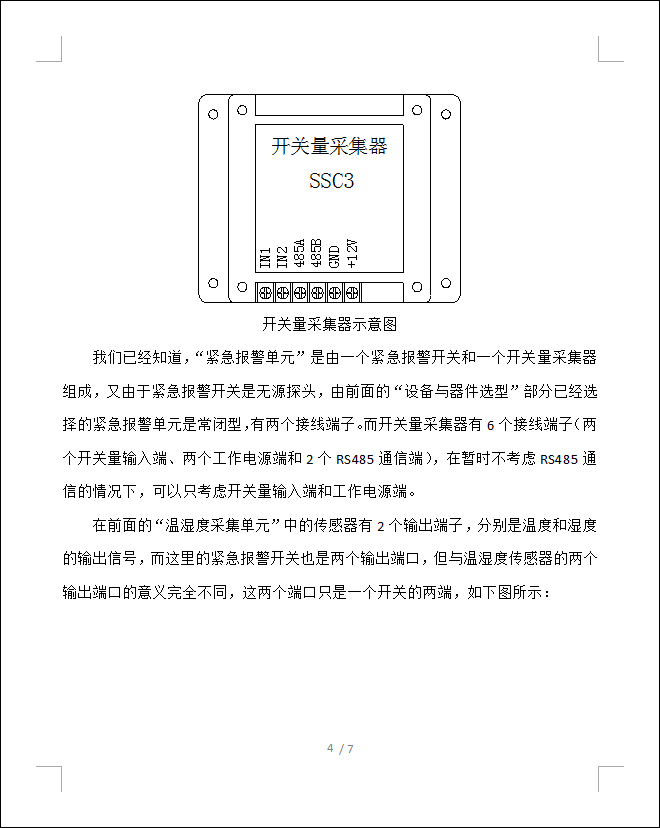 开关量采集器
SSC3
IN1
IN2
485A
485B
GND
+12V
开关量采集器示意图
我们已经知道，“紧急报警单元”是由一个紧急报警开关和一个开关量采集器
组成，又由于紧急报警开关是无源探头，由前面的“设备与器件选型”部分已经选
择的紧急报警单元是常闭型，有两个接线端子。而开关量采集器有 6 个接线端子（两
个开关量输入端、两个工作电源端和 2 个 RS485 通信端），在暂时不考虑 RS485 通
信的情况下，可以只考虑开关量输入端和工作电源端。
在前面的“温湿度采集单元”中的传感器有 2 个输出端子，分别是温度和湿度
的输出信号，而这里的紧急报警开关也是两个输出端口，但与温湿度传感器的两个
输出端口的意义完全不同，这两个端口只是一个开关的两端，如下图所示：
4 / 7